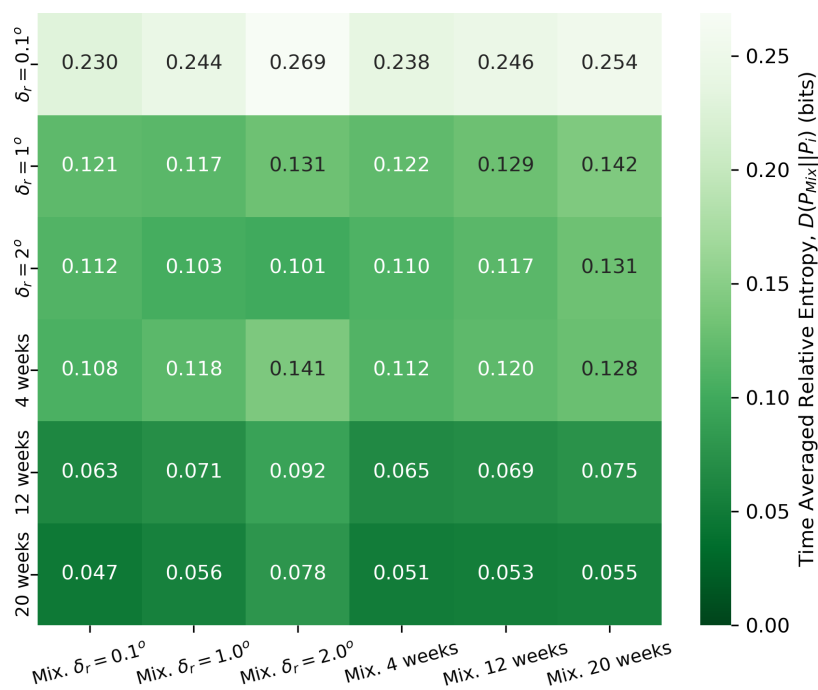 δr = 0.1° 0.230 0.244 0.269 0.238 0.246 0.254
δr = 1° 0.121 0.117 0.131 0.122 0.129 0.142
δr = 2° 0.112 0.103 0.101 0.110 0.117 0.131
4 weeks 0.108 0.118 0.141 0.112 0.120 0.128
12 weeks 0.063 0.071 0.092 0.065 0.069 0.075
20 weeks 0.047 0.056 0.078 0.051 0.053 0.055
Mix. δr = 0.1° Mix. δr = 1.0° Mix. δr = 2.0° Mix. 4 weeks Mix. 12 weeks Mix. 20 weeks
0.25
0.20
0.15
0.10
0.05
0.00
Time Averaged Relative Entropy, D(PMix||Pi) (bits)